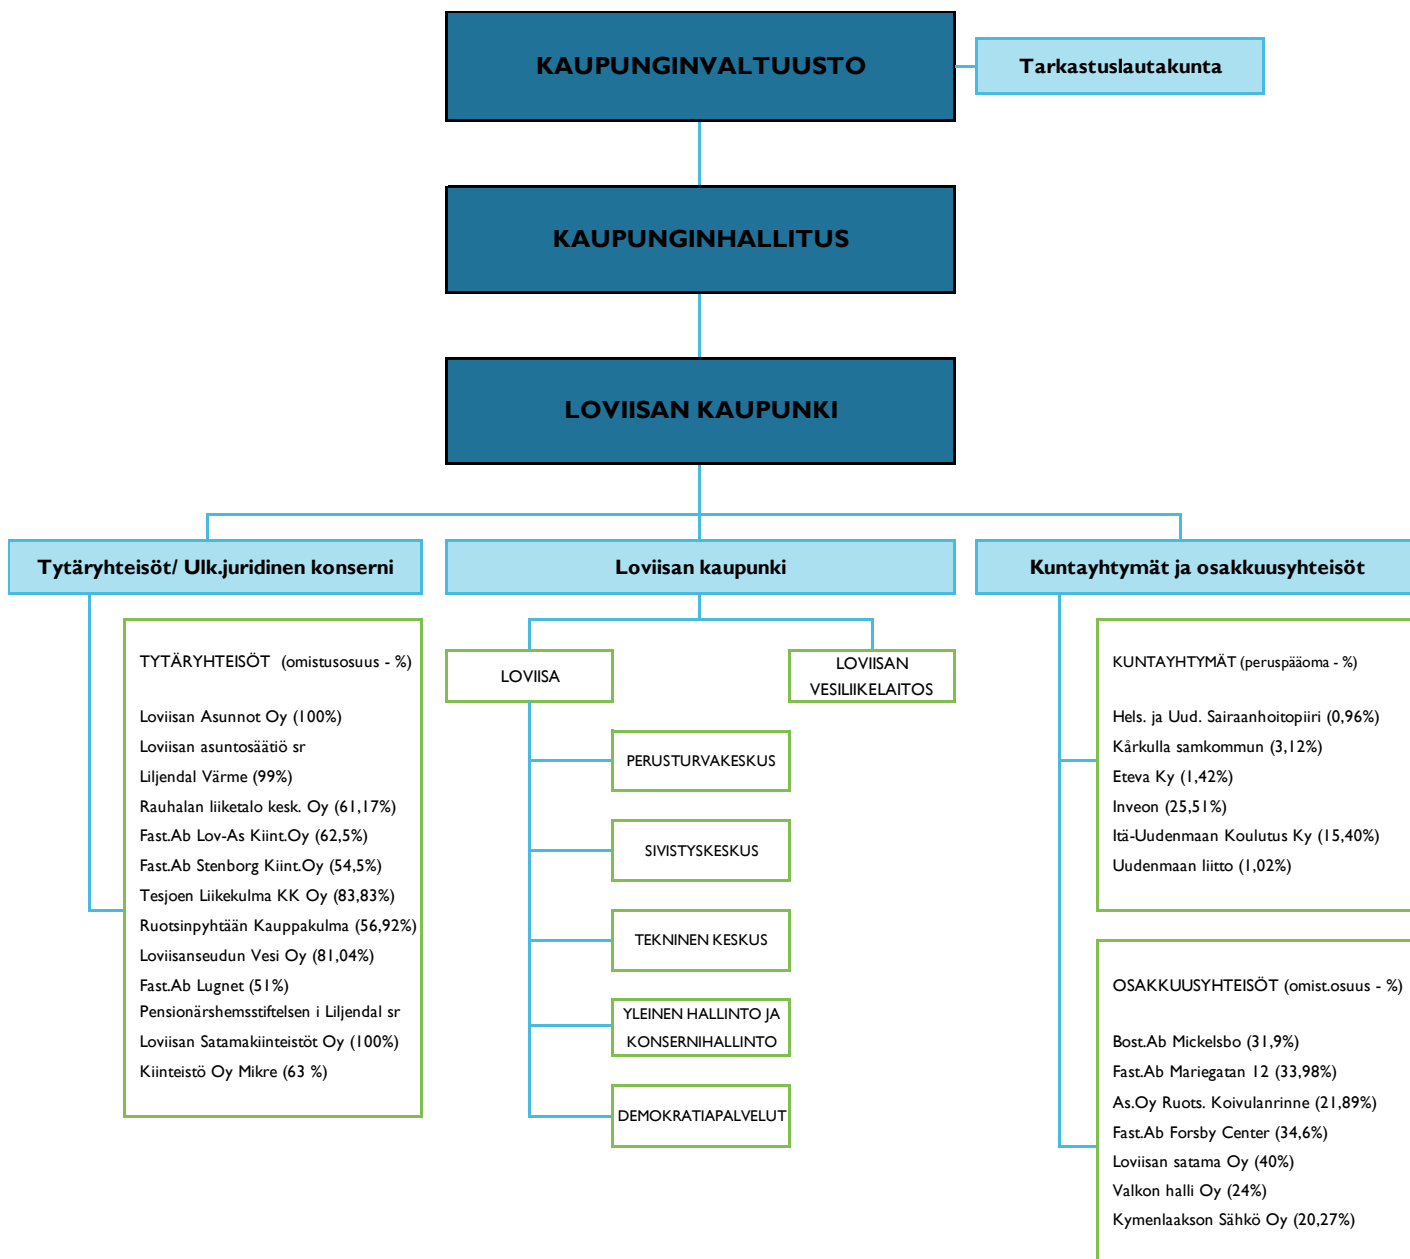 KAUPUNGINVALTUUSTO
Tarkastuslautakunta
KAUPUNGINHALLITUS
LOVIISAN KAUPUNKI
Tytäryhteisöt/ Ulk.juridinen konserni
TYTÄRYHTEISÖT (omistusosuus - %)
Loviisan Asunnot Oy (100%)
Loviisan asuntosäätiö sr
Liljendal Värme (99%)
Rauhalan liiketalo kesk. Oy (61,17%)
Fast.Ab Lov-As Kiint.Oy (62,5%)
Fast.Ab Stenborg Kiint.Oy (54,5%)
Tesjoen Liikekulma KK Oy (83,83%)
Ruotsinpyhtään Kauppakulma (56,92%)
Loviisanseudun Vesi Oy (81,04%)
Fast.Ab Lugnet (51%)
Pensionärshemsstiftelsen i Liljendal sr
Loviisan Satamakiinteistöt Oy (100%)
Kiinteistö Oy Mikre (63 %)
Loviisan kaupunki
LOVIISA
LOVIISAN
VESILIIKELAITOS
PERUSTURVAKESKUS
SIVISTYSKESKUS
TEKNINEN KESKUS
YLEINEN HALLINTO JA
KONSERNIHALLINTO
DEMOKRATIAPALVELUT
Kuntayhtymät ja osakkuusyhteisöt
KUNTAYHTYMÄT (peruspääoma - %)
Hels. ja Uud. Sairaanhoitopiiri (0,96%)
Kårkulla samkommun (3,12%)
Eteva Ky (1,42%)
Inveon (25,51%)
Itä-Uudenmaan Koulutus Ky (15,40%)
Uudenmaan liitto (1,02%)
OSAKKUUSYHTEISÖT (omist.osuus - %)
Bost.Ab Mickelsbo (31,9%)
Fast.Ab Mariegatan 12 (33,98%)
As.Oy Ruots. Koivulanrinne (21,89%)
Fast.Ab Forsby Center (34,6%)
Loviisan satama Oy (40%)
Valkon halli Oy (24%)
Kymenlaakson Sähkö Oy (20,27%)